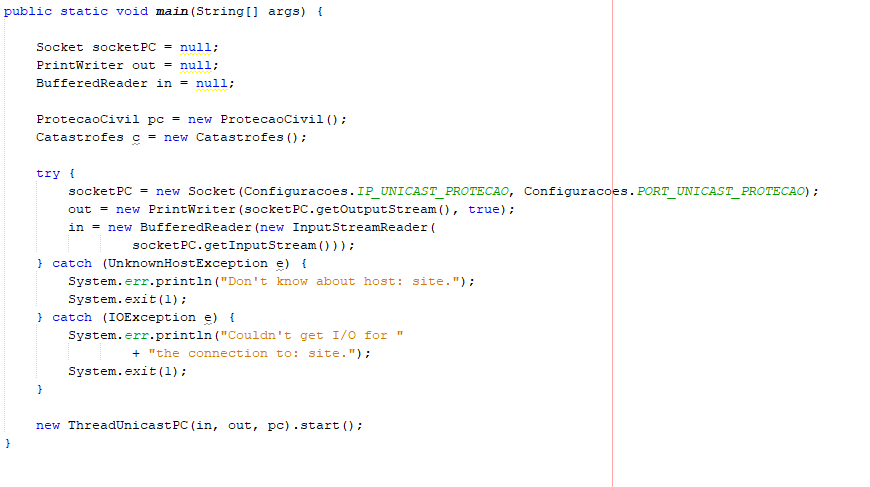 public static void main(String[] args) {
Socket socketPC = null;
PrintWriter out = null;
BufferedReader in = null;
ProtecaoCivil pc = new ProtecaoCivil();
Catastrofes c = new Catastrofes();
try {
socketPC = new Socket(Configuracoes.IP_UNICAST_PROTECAO, Configuracoes.PORT_UNICAST_PROTECAO);
out = new PrintWriter(socketPC.getOutputStream(), true);
in = new BufferedReader(new InputStreamReader(
socketPC.getInputStream()));
} catch (UnknownHostException e) {
System.err.println("Don't know about host: site.");
System.exit(1);
} catch (IOException e) {
System.err.println("Couldn't get I/O for "
+ "the connection to: site.");
System.exit(1);
}
new ThreadUnicastPC(in, out, pc).start();
}